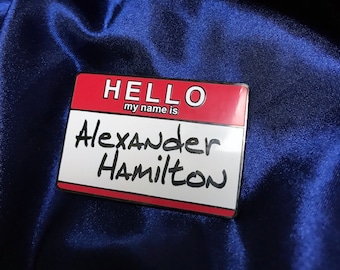 HELLO
my name is
Alexander
Hamilton